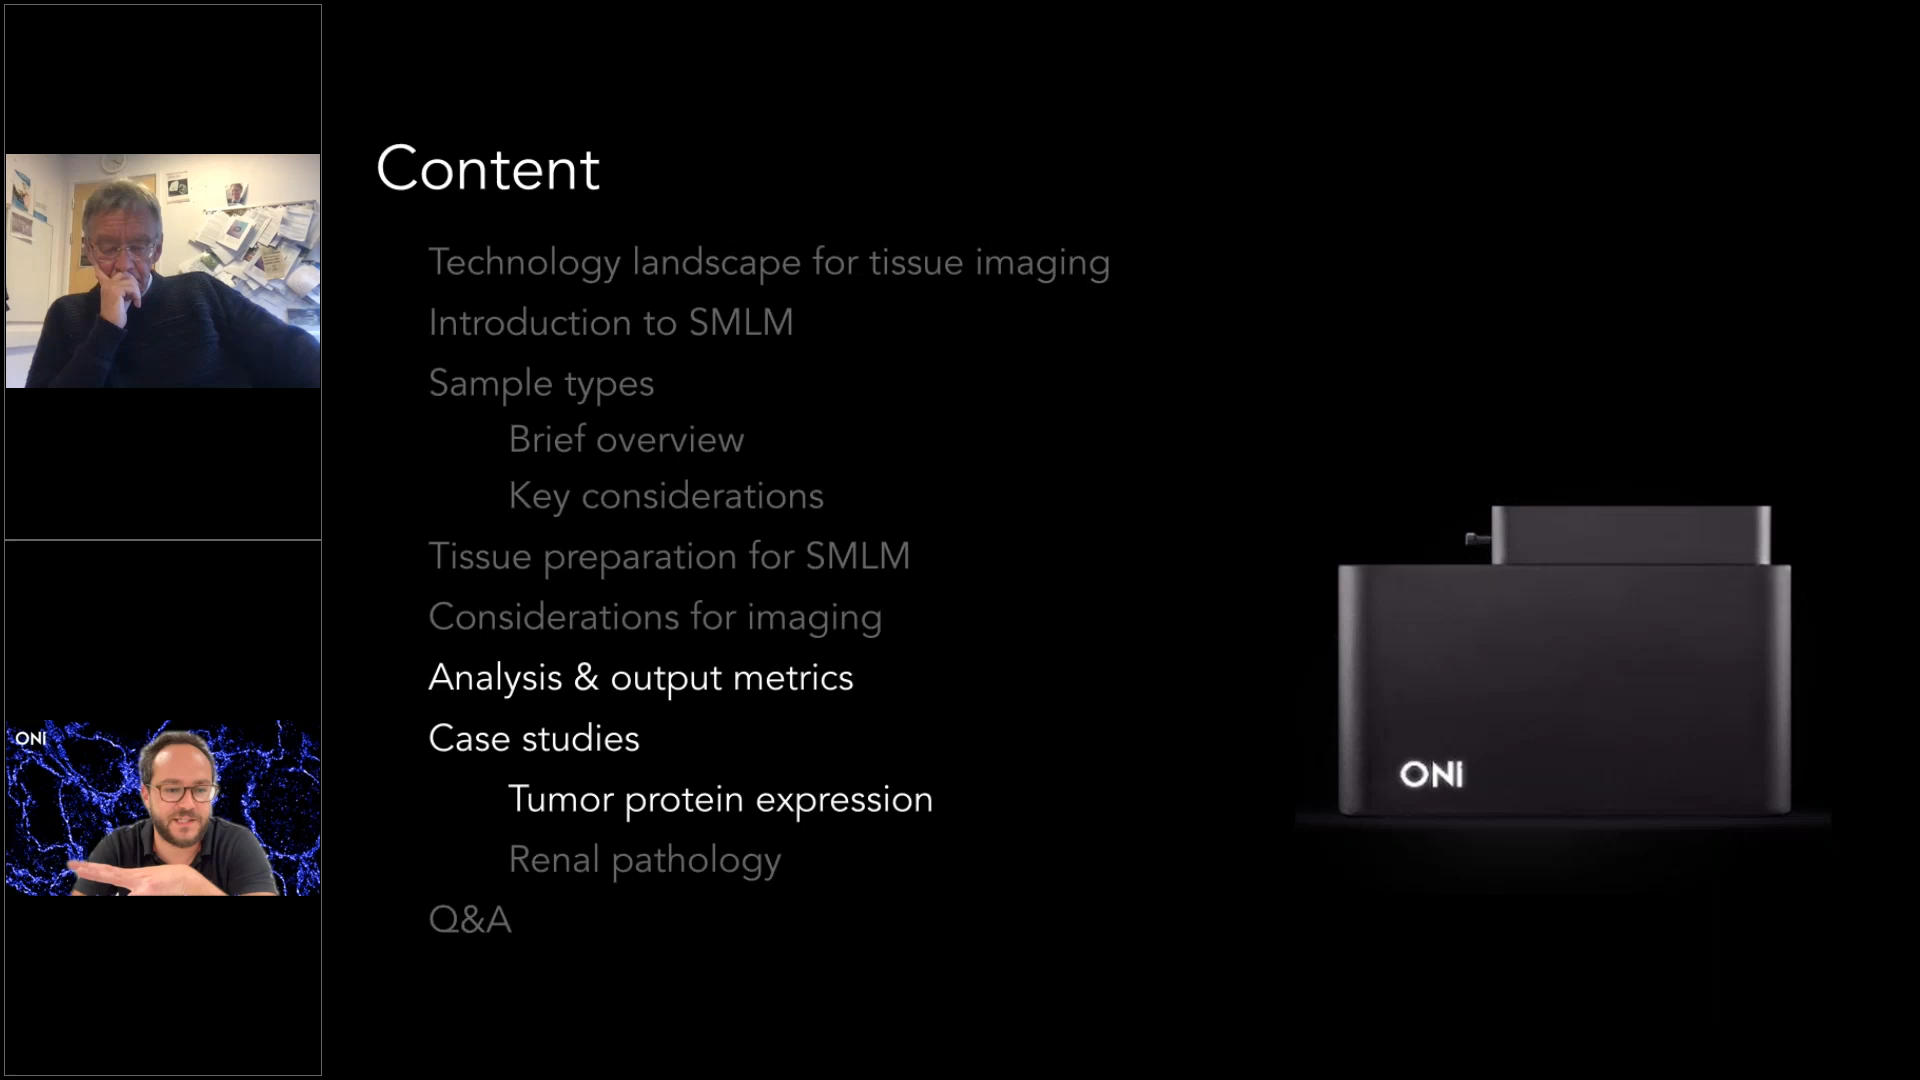 Content
Technology landscape for tissue imaging
Introduction to SMLM
Sample types
Brief overview
Key considerations
Tissue preparation for SMLM
Considerations for imaging
Analysis & output metrics
Case studies
Tumor protein expression
Renal pathology
Q&A
ONi
ONi